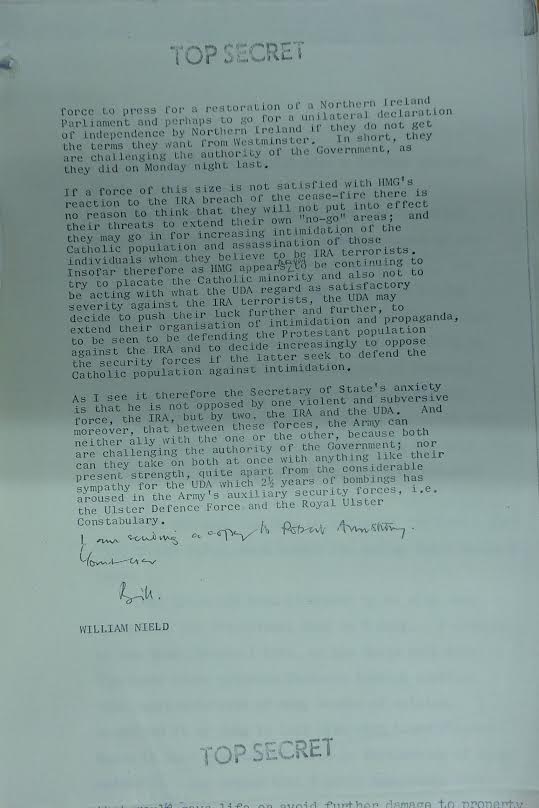 TOP SECRET
force to press for a restoration of a Northern Ireland
Parliament and perhaps to go for a unilateral declaration
of independence by Northern Ireland if they do not get
the terms they want from Westminster. In short, they
are challenging the authority of the Government, as
they did on Monday night last.
If a force of this size is not satisfied with HMG's
reaction to the IRA breach of the cease-fire there is
no reason to think that they will not put into effect
their threats to extend their own "no-go" areas; and
they may go in for increasing intimidation of the
Catholic population and assassination of those
individuals whom they believe to be IRA terrorists.
Insofar therefore as HMG appears to be continuing to
try to placate the Catholic minority and also not to
be acting with what the UDA regard as satisfactory
severity against the IRA terrorists, the UDA may
decide to push their luck further and further, to
extend their organisation of intimidation and propaganda,
to be seen to be defending the Protestant population
against the IRA and to decide increasingly to oppose
the security forces if the latter seek to defend the
Catholic population against intimidation.
As I see it therefore the Secretary of State's anxiety
is that he is not opposed by one violent and subversive
force, the IRA, but by two, the IRA and the UDA. And
moreover, that between these forces, the Army can
neither ally with the one or the other, because both
are challenging the authority of the Government; nor
can they take on both at once with anything like their
present strength, quite apart from the considerable
sympathy for the UDA which 2½ years of bombings has
aroused in the Army's auxiliary security forces, i.e.
the Ulster Defence Force and the Royal Ulster
Constabulary.
I am sending a copy to Robert Armstrong.
Yours ever
Bill.
WILLIAM NIELD
TOP SECRET
life or avoid further damage to property